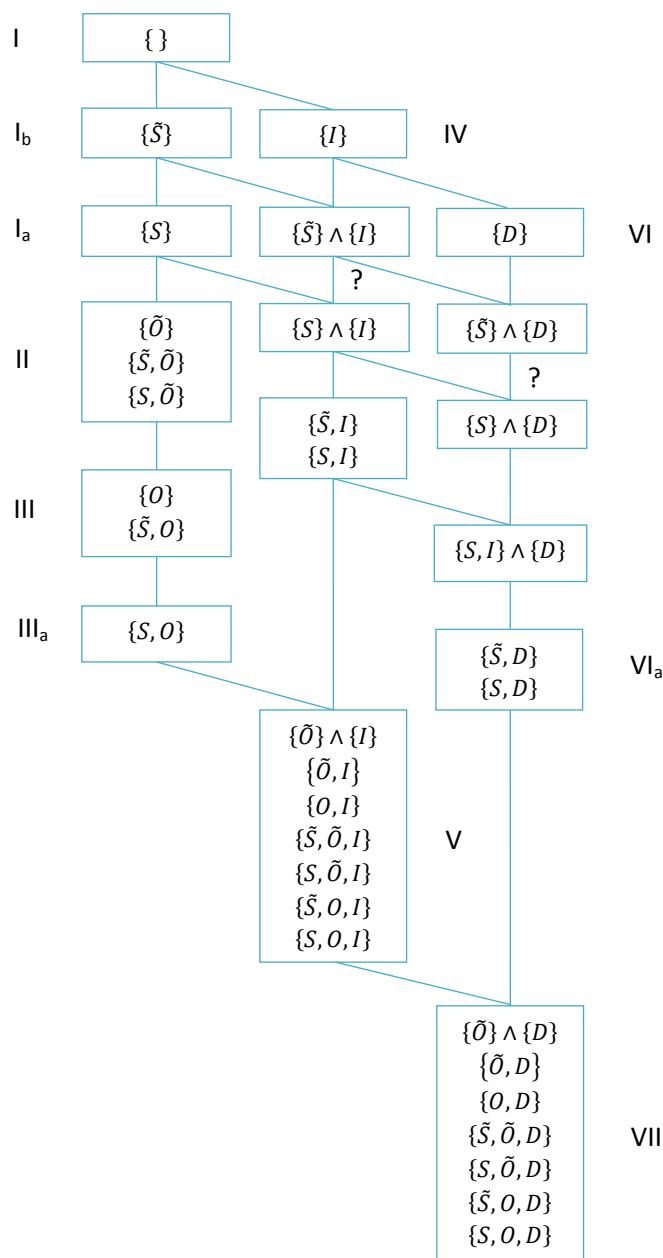 I { }
I_b {S̃} {I} IV
I_a {S} {S̃} ∧ {I} {D} VI
?
{S} ∧ {I} {S̃} ∧ {D}
II {Õ}
{S̃, Õ}
{S, Õ}
?
{S} ∧ {D}
{S̃, I}
{S, I}
III {O}
{S̃, O}
{S, I} ∧ {D}
III_a {S, O}
{S̃, D} VI_a
{S, D}
{Õ} ∧ {I}
{Õ, I}
{O, I}
{S̃, Õ, I} V
{S, Õ, I}
{S̃, O, I}
{S, O, I}
{Õ} ∧ {D}
{Õ, D}
{O, D}
{S̃, Õ, D} VII
{S, Õ, D}
{S̃, O, D}
{S, O, D}